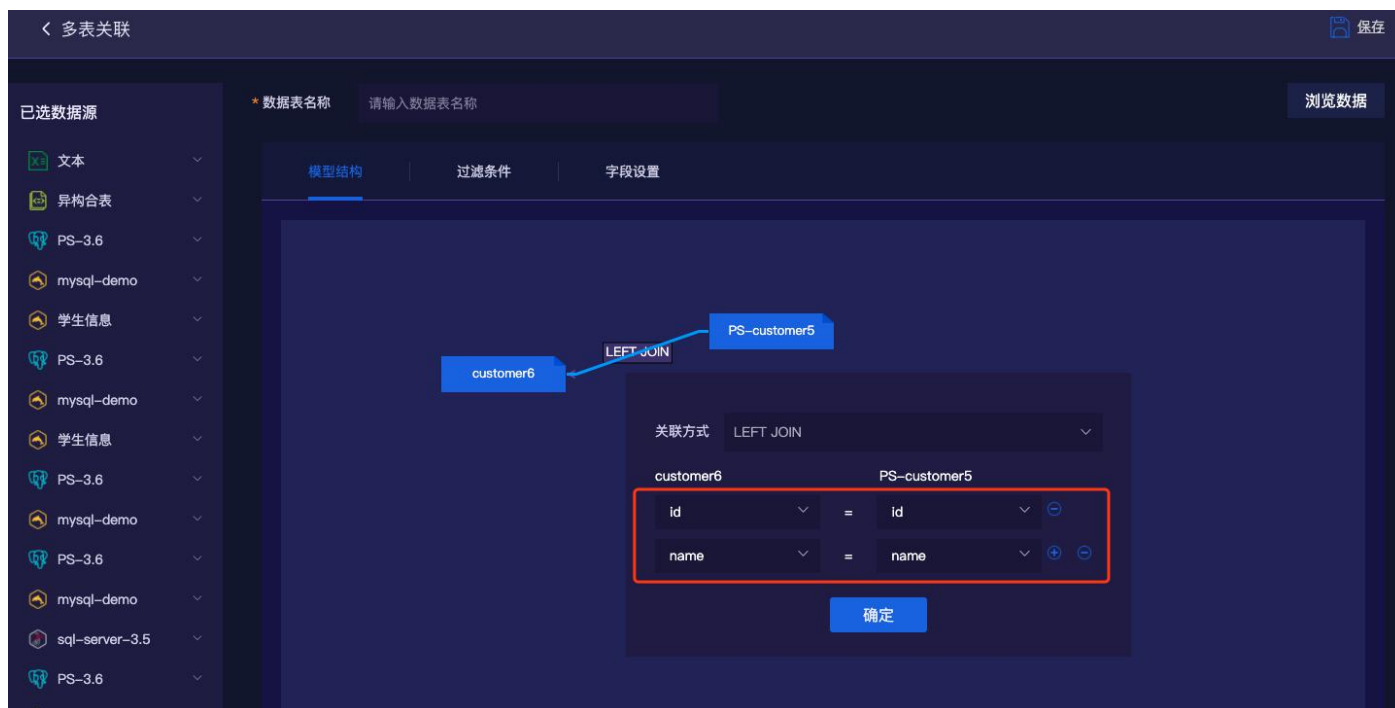 多表关联
保存
已选数据源
* 数据表名称 请输入数据表名称
浏览数据
文本
异构合表
PS-3.6
mysql-demo
学生信息
PS-3.6
mysql-demo
学生信息
PS-3.6
mysql-demo
PS-3.6
mysql-demo
sql-server-3.5
PS-3.6
模型结构 过滤条件 字段设置
PS-customer5
LEFT JOIN
customer6
关联方式 LEFT JOIN
customer6 PS-customer5
id = id
name = name
确定